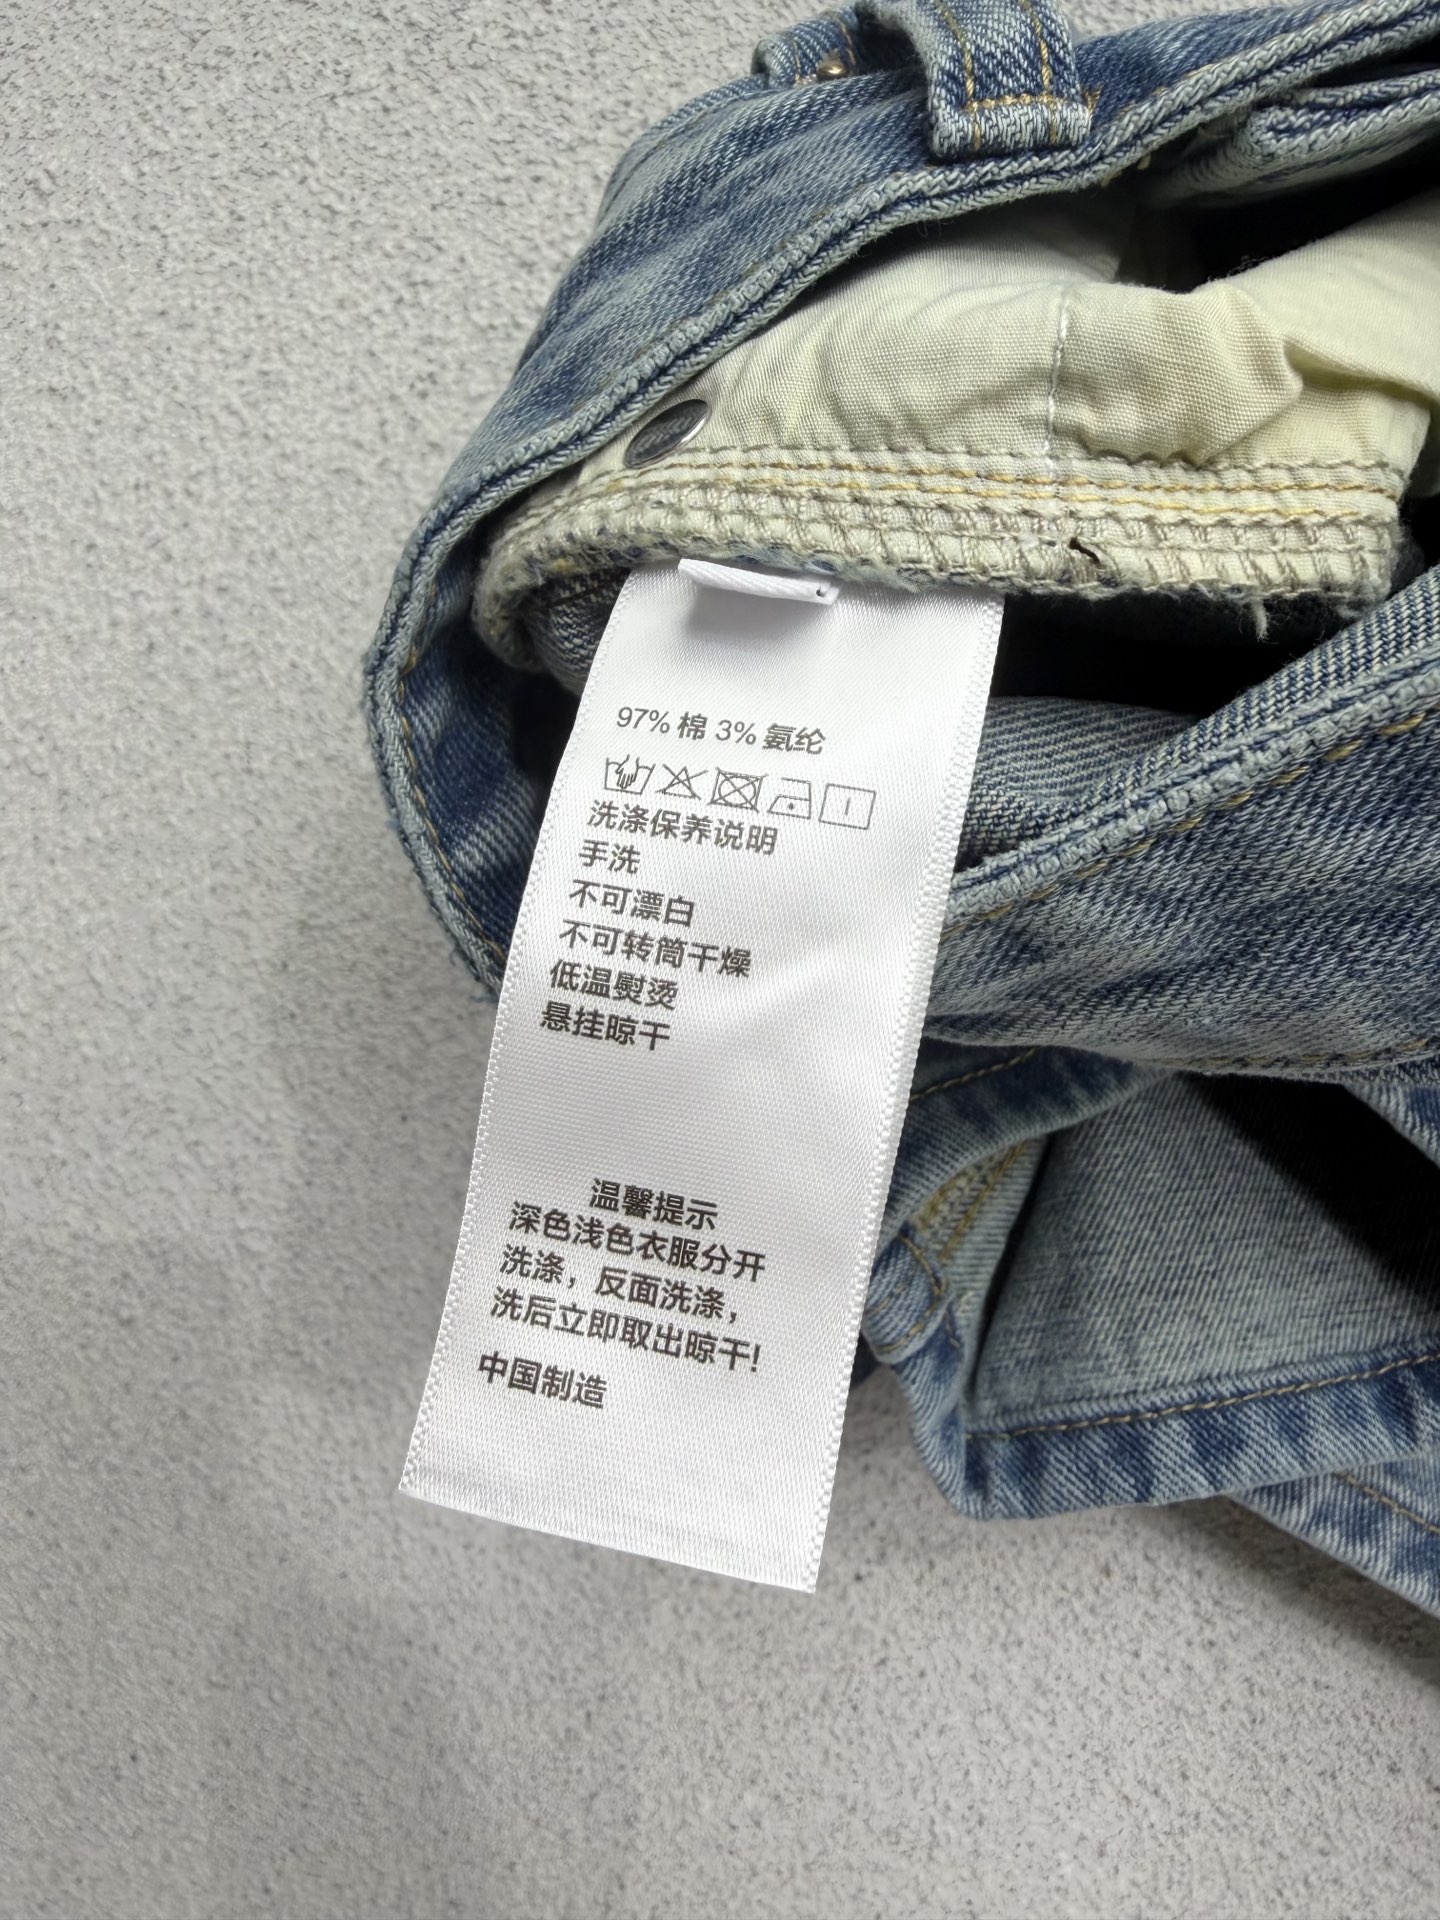 97% 棉 3% 氨纶
洗涤保养说明
手洗
不可漂白
不可转筒干燥
低温熨烫
悬挂晾干
温馨提示
深色浅色衣服分开
洗涤，反面洗涤，
洗后立即取出晾干!
中国制造